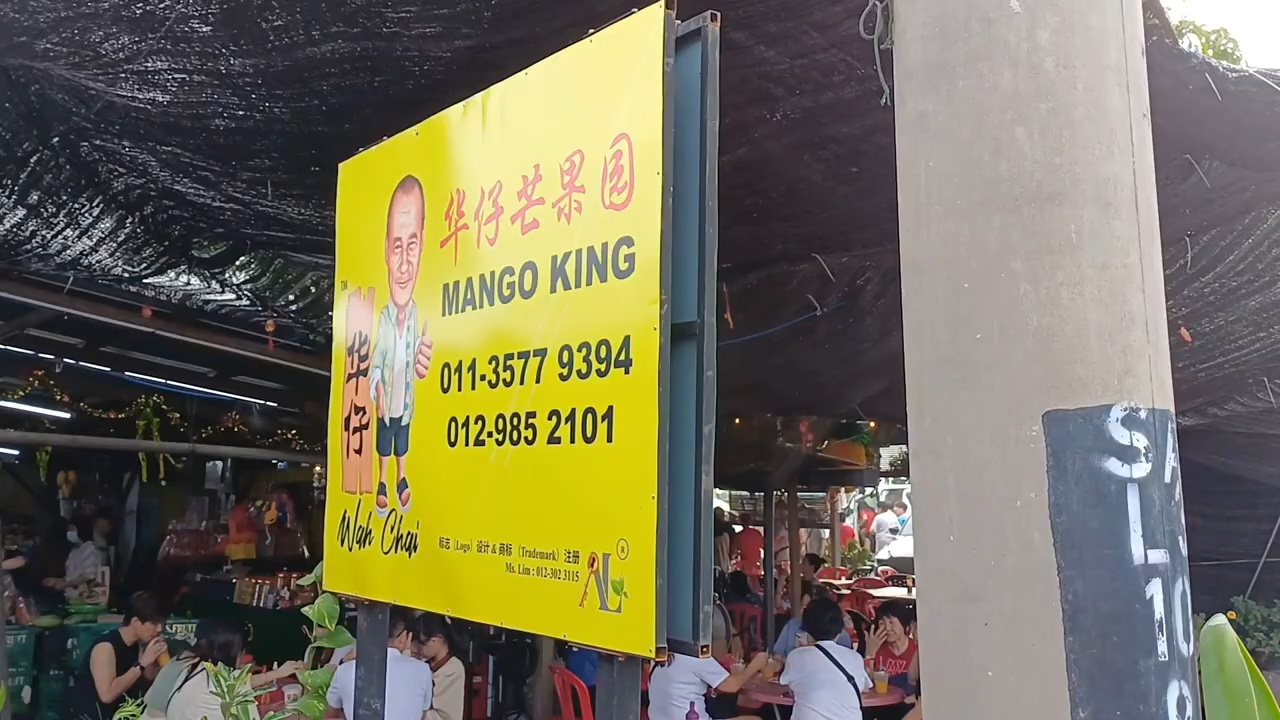 华仔芒果园
MANGO KING
011-3577 9394
012-985 2101
TM
华仔
Wah Chai
标志 (Logo) 设计 & 商标 (Trademark) 注册
Ms. Lim : 012-302 3115
NL
®